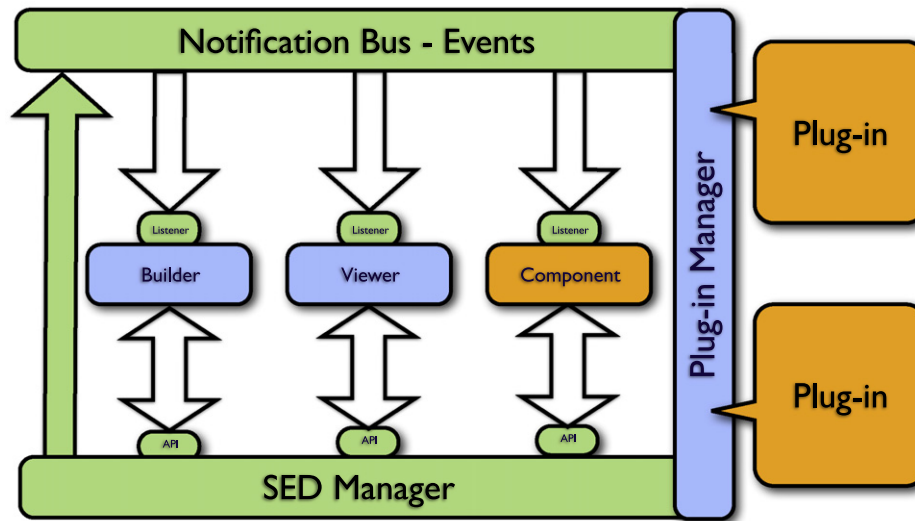 Notification Bus - Events
Plug-in
Listener
Listener
Listener
Builder
Viewer
Component
Plug-in Manager
Plug-in
API
API
API
SED Manager